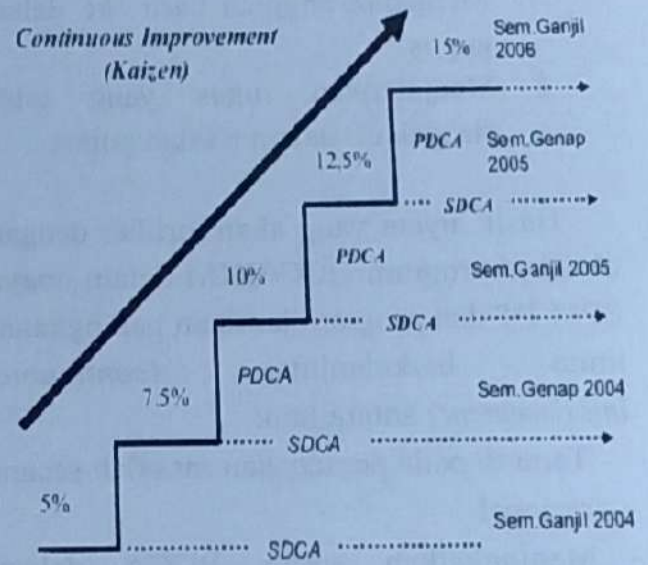 Continuous Improvement
(Kaizen)
15%
Sem.Ganjil
2006
12.5%
PDCA
Sem.Genap
2005
SDCA
10%
PDCA
Sem.Ganjil 2005
SDCA
7.5%
PDCA
Sem.Genap 2004
SDCA
5%
Sem.Ganjil 2004
SDCA